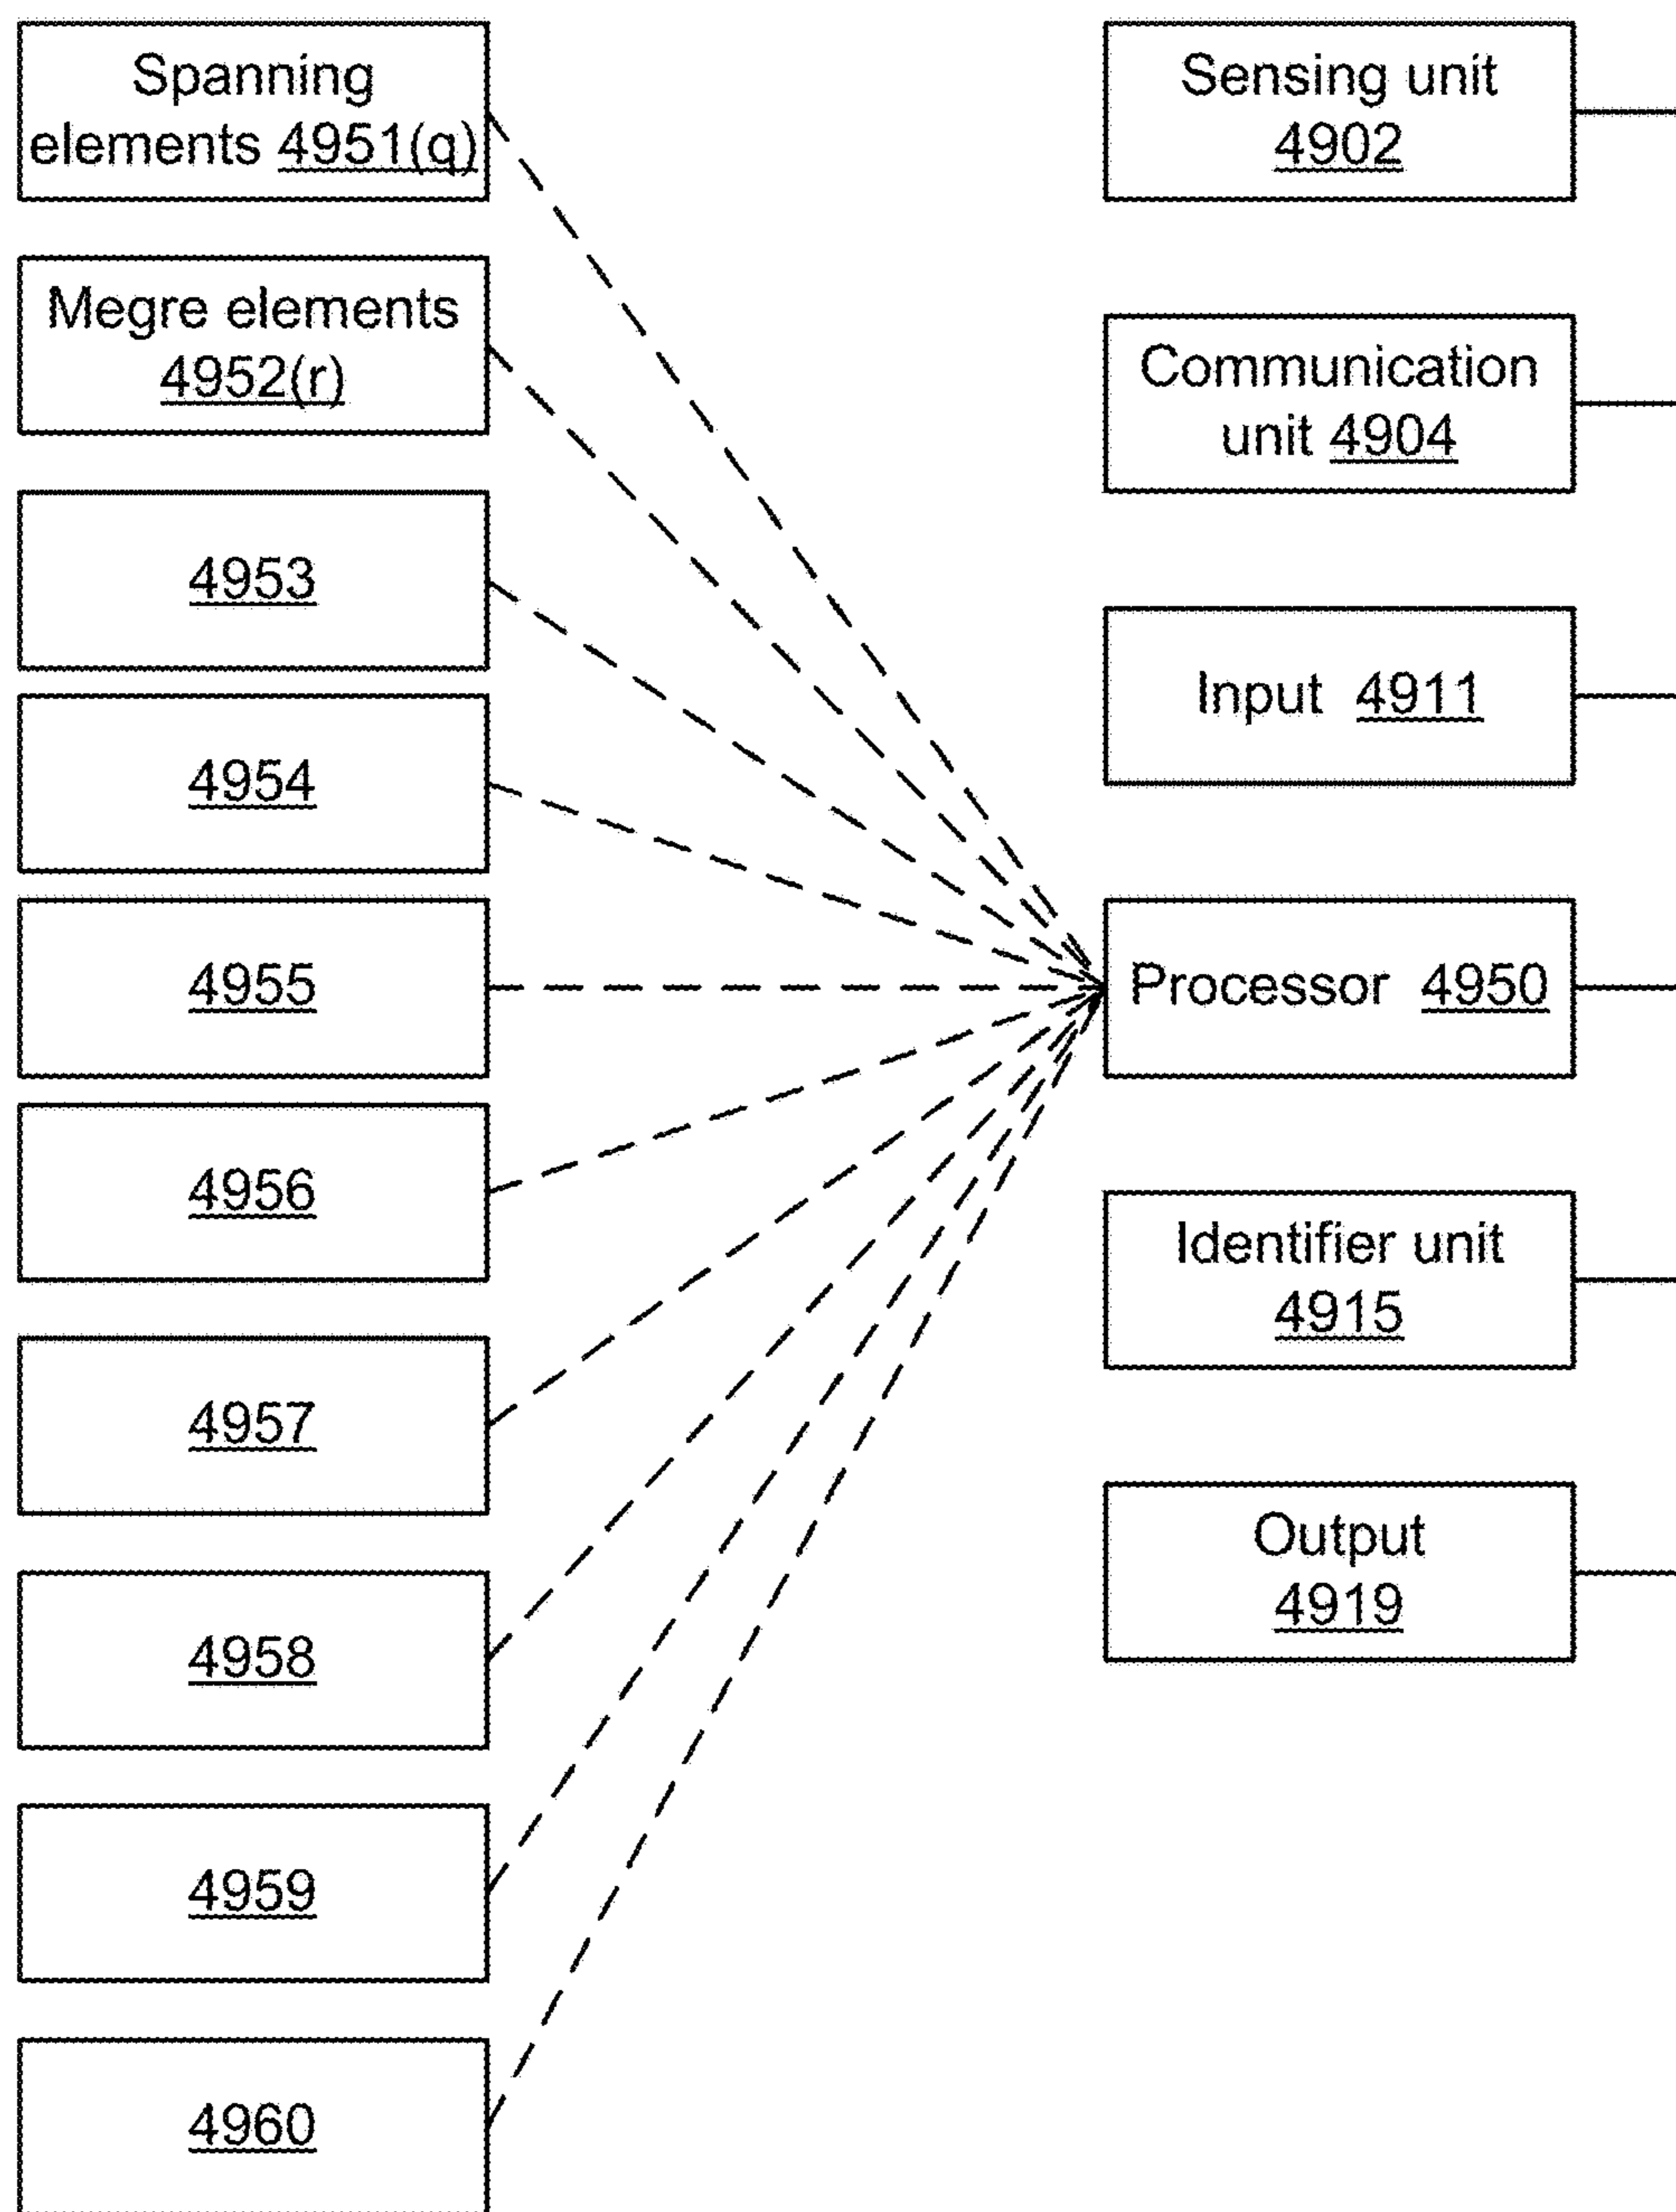 Spanning
elements 4951(q)
Megre elements
4952(r)
4953
4954
4955
4956
4957
4958
4959
4960
Sensing unit
4902
Communication
unit 4904
Input 4911
Processor 4950
Identifier unit
4915
Output
4919